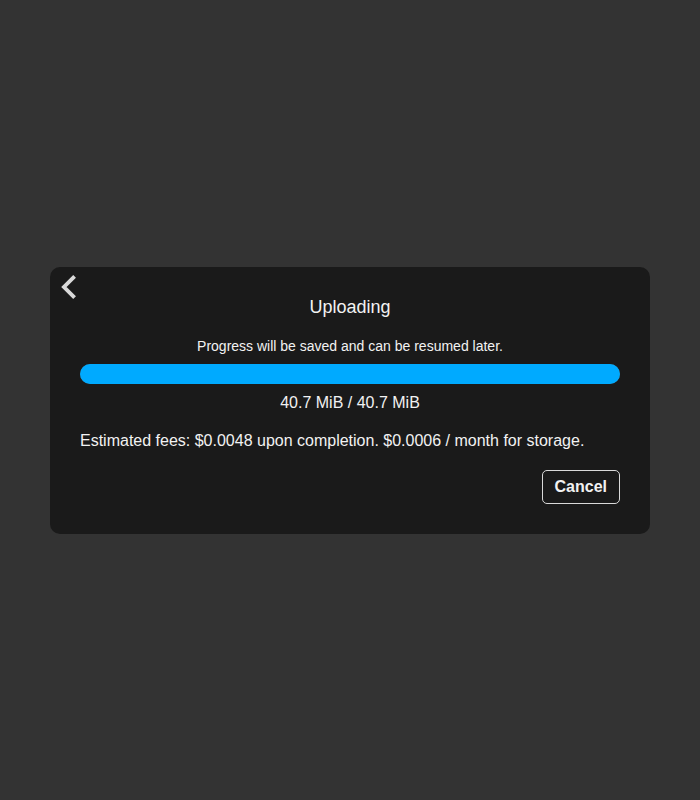 Uploading
Progress will be saved and can be resumed later.
40.7 MiB / 40.7 MiB
Estimated fees: $0.0048 upon completion. $0.0006 / month for storage.
Cancel